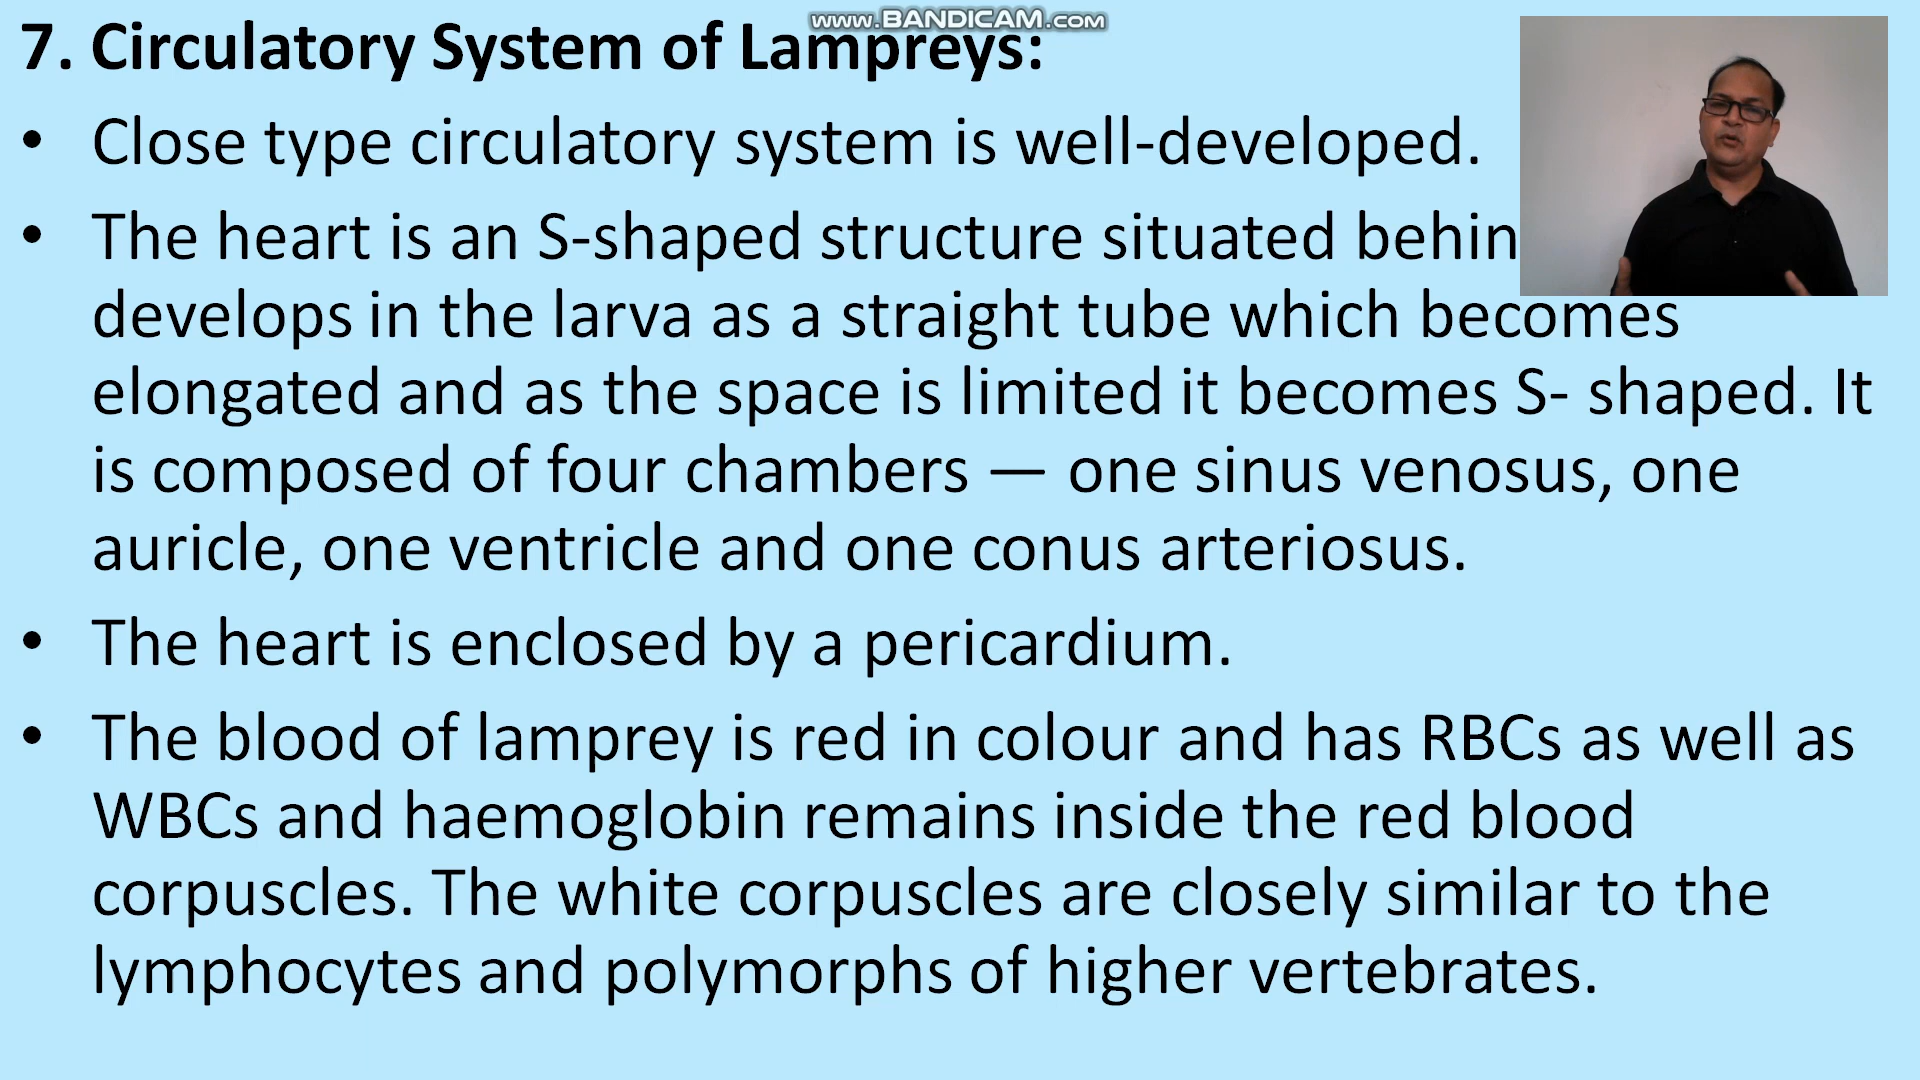 www.BANDICAM.com
7. Circulatory System of Lampreys:
• Close type circulatory system is well-developed.
• The heart is an S-shaped structure situated
develops in the larva as a straight tube which becomes
elongated and as the space is limited it becomes S- shaped. It
is composed of four chambers — one sinus venosus, one
auricle, one ventricle and one conus arteriosus.
• The heart is enclosed by a pericardium.
• The blood of lamprey is red in colour and has RBCs as well as
WBCs and haemoglobin remains inside the red blood
corpuscles. The white corpuscles are closely similar to the
lymphocytes and polymorphs of higher vertebrates.